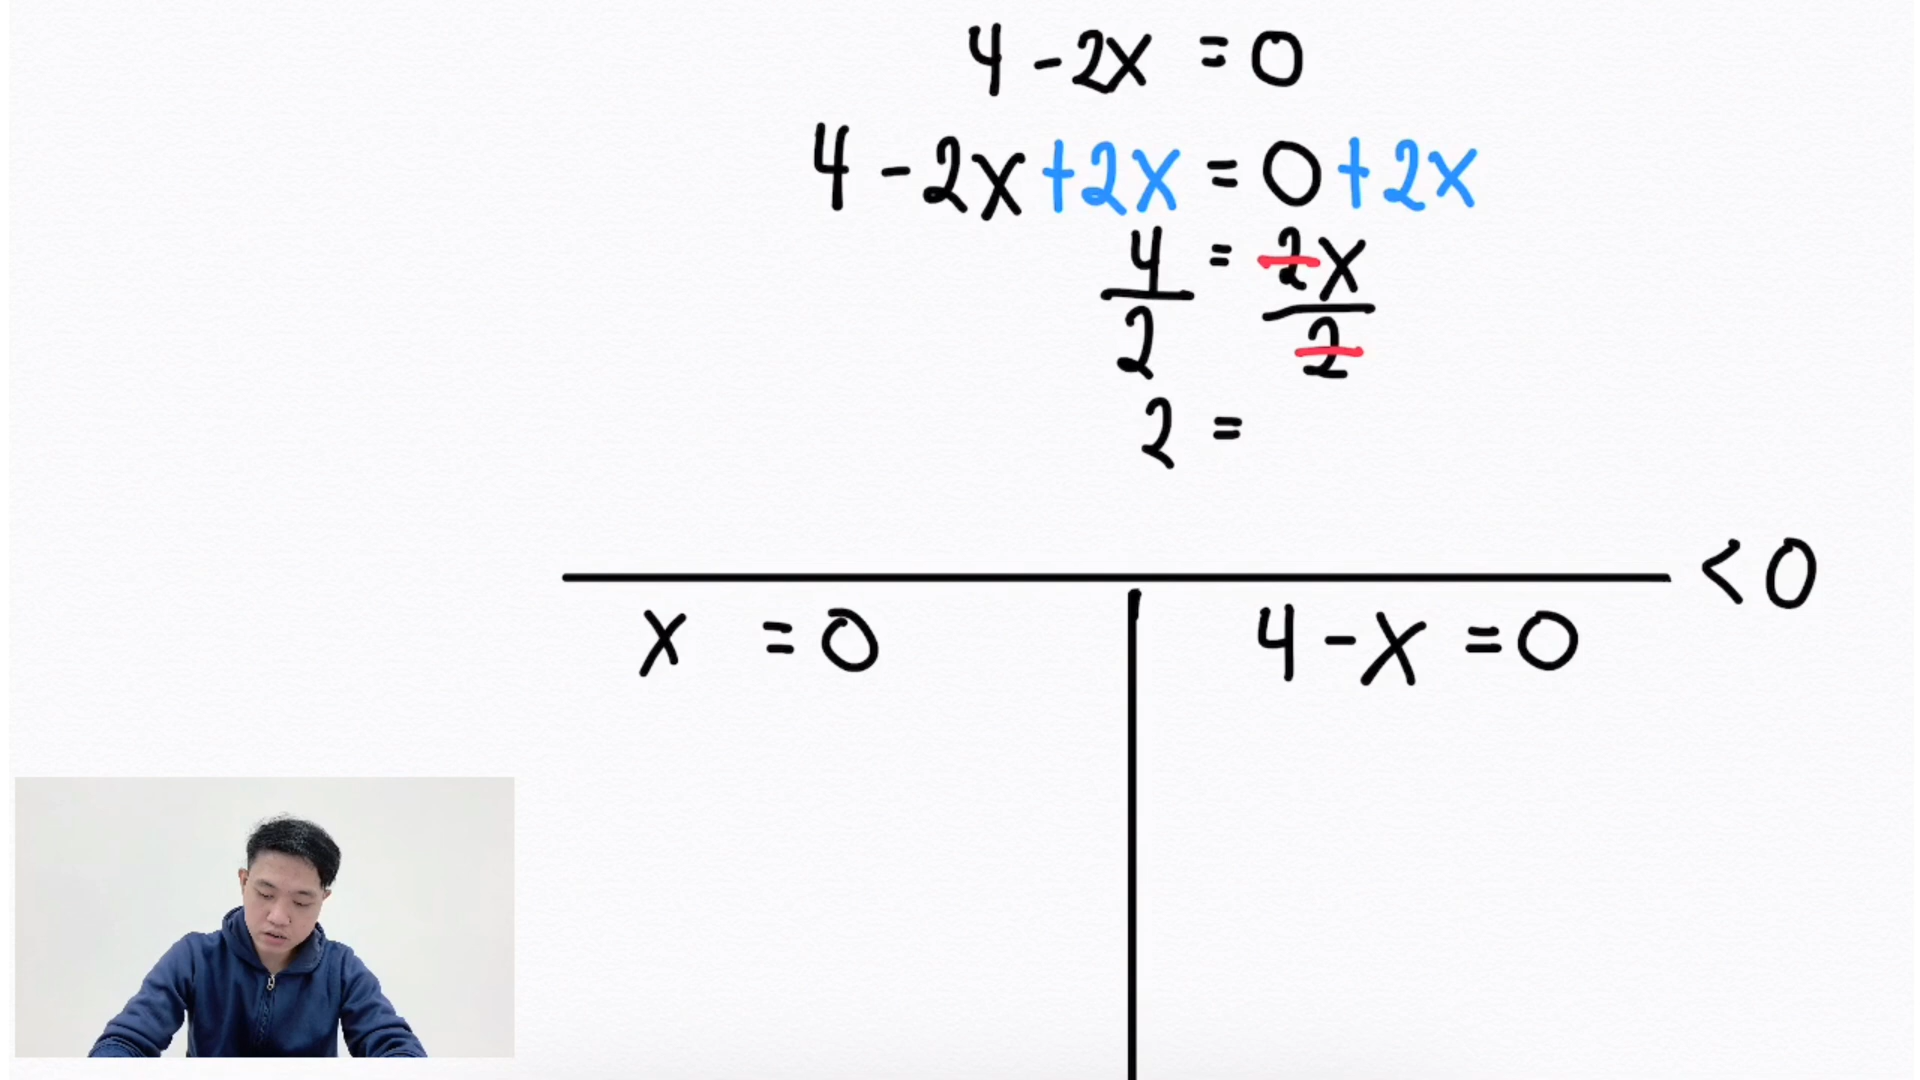 4 - 2x = 0
4 - 2x + 2x = 0 + 2x
4/2 = 2x/2
2 =
< 0
x = 0
4 - x = 0